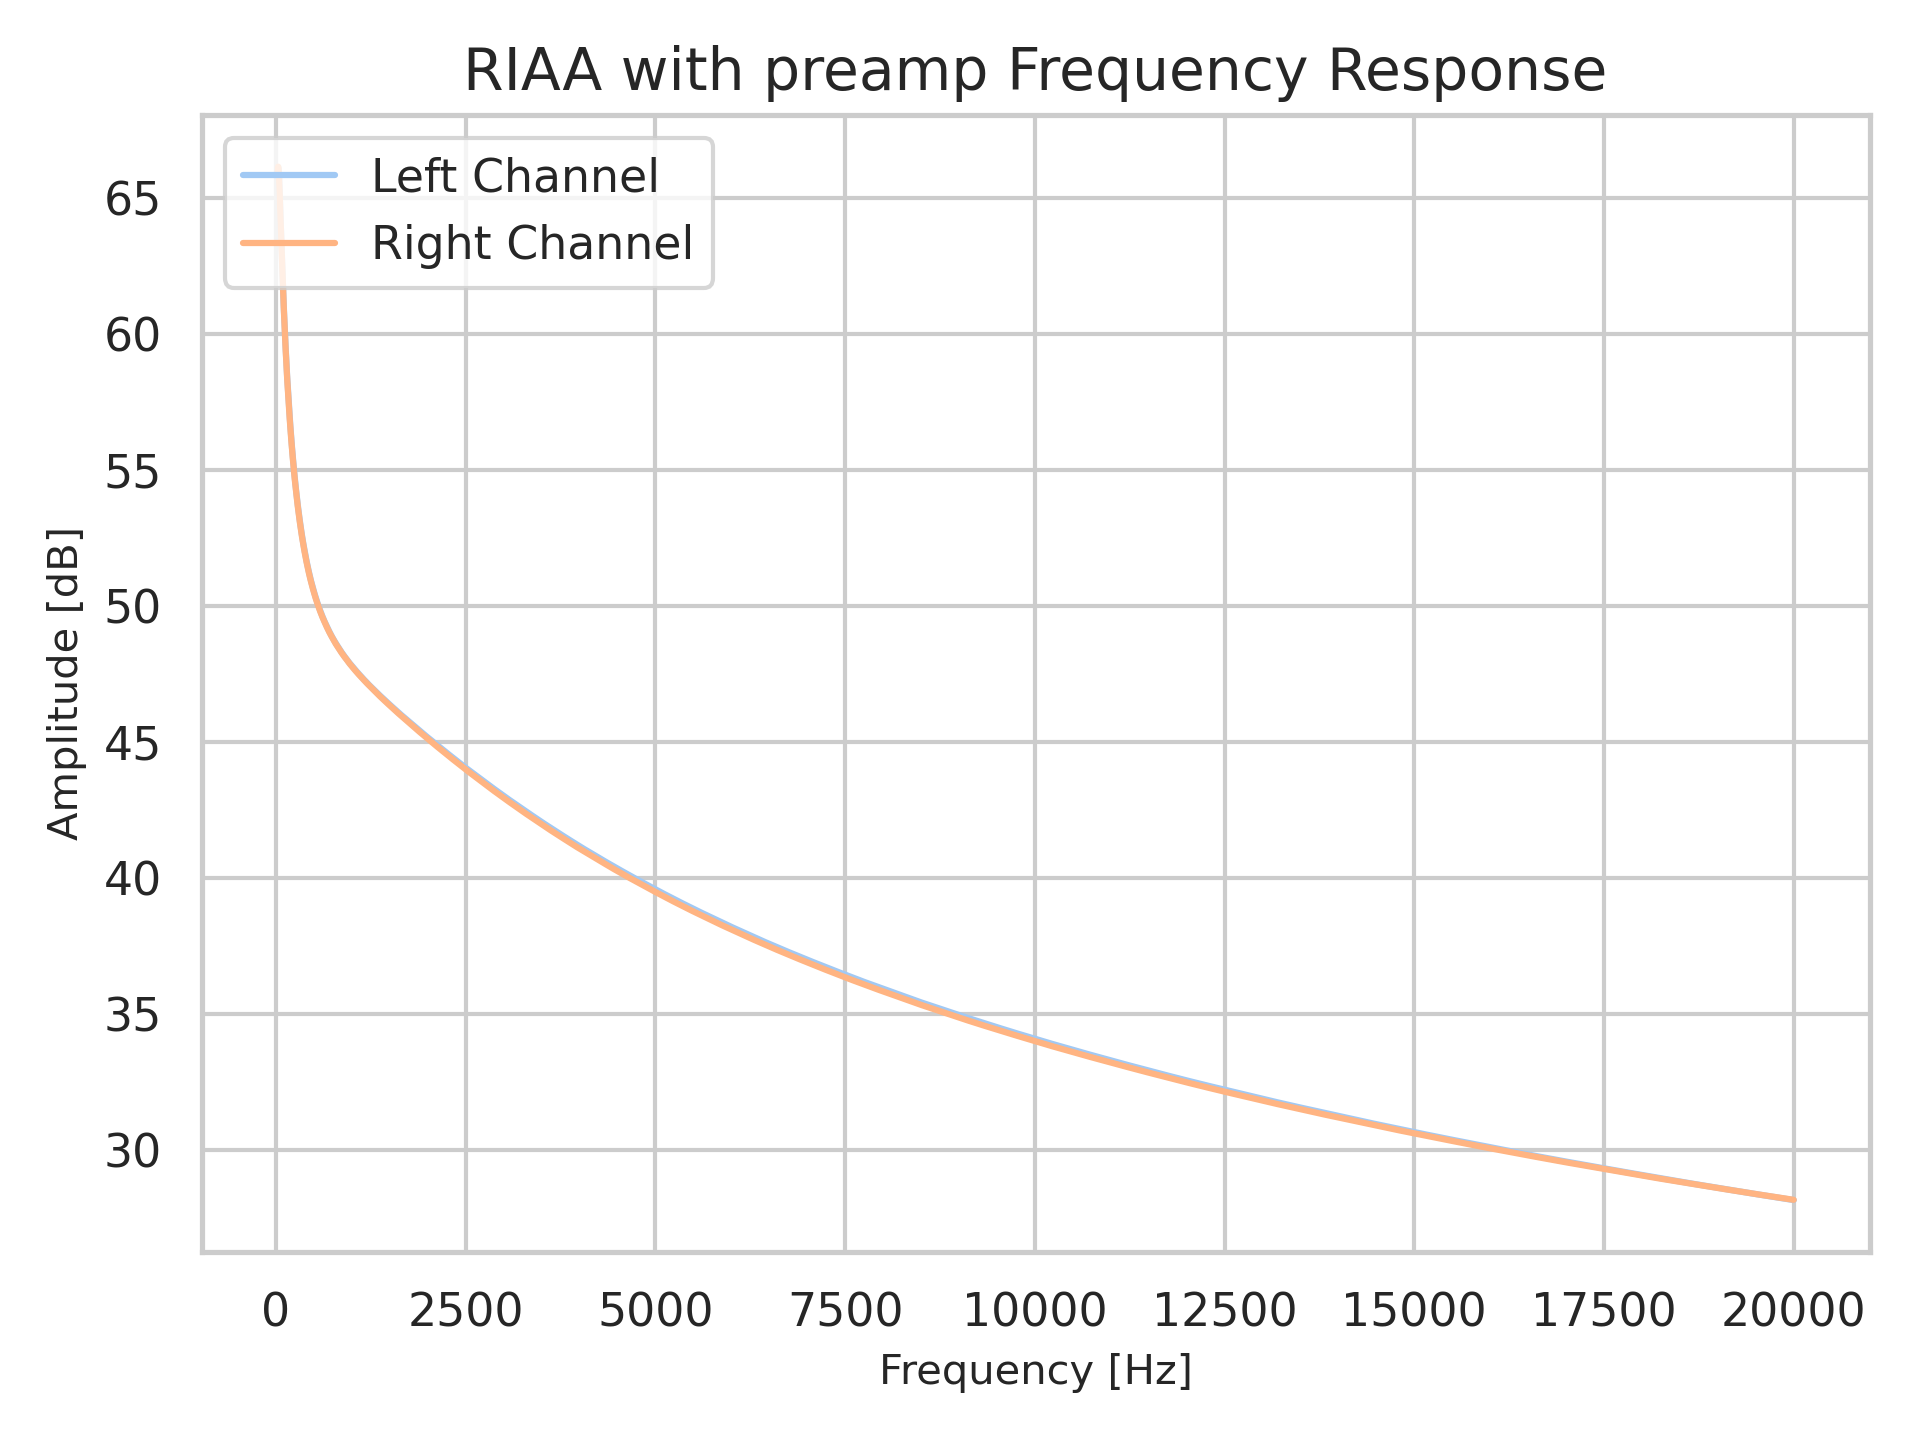 RIAA with preamp Frequency Response
Left Channel
Right Channel
65
60
55
50
45
40
35
30
Amplitude [dB]
0 2500 5000 7500 10000 12500 15000 17500 20000
Frequency [Hz]